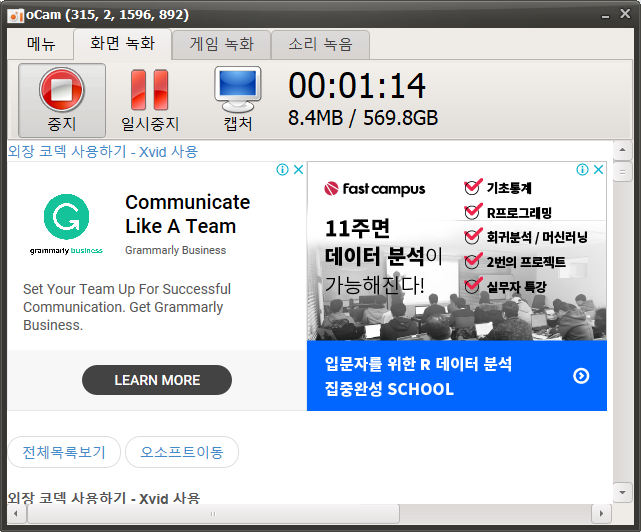 oCam (315, 2, 1596, 892)
메뉴
화면 녹화
게임 녹화
소리 녹음
중지
일시중지
캡처
00:01:14
8.4MB / 569.8GB
외장 코덱 사용하기 - Xvid 사용
grammarly business
Communicate
Like A Team
Grammarly Business
Set Your Team Up For Successful
Communication. Get Grammarly
Business.
LEARN MORE
fast campus
11주면
데이터 분석이
가능해진다!
기초통계
R프로그래밍
회귀분석 / 머신러닝
2번의 프로젝트
실무자 특강
입문자를 위한 R 데이터 분석
집중완성 SCHOOL
전체목록보기
오소프트이동
외장 코덱 사용하기 - Xvid 사용